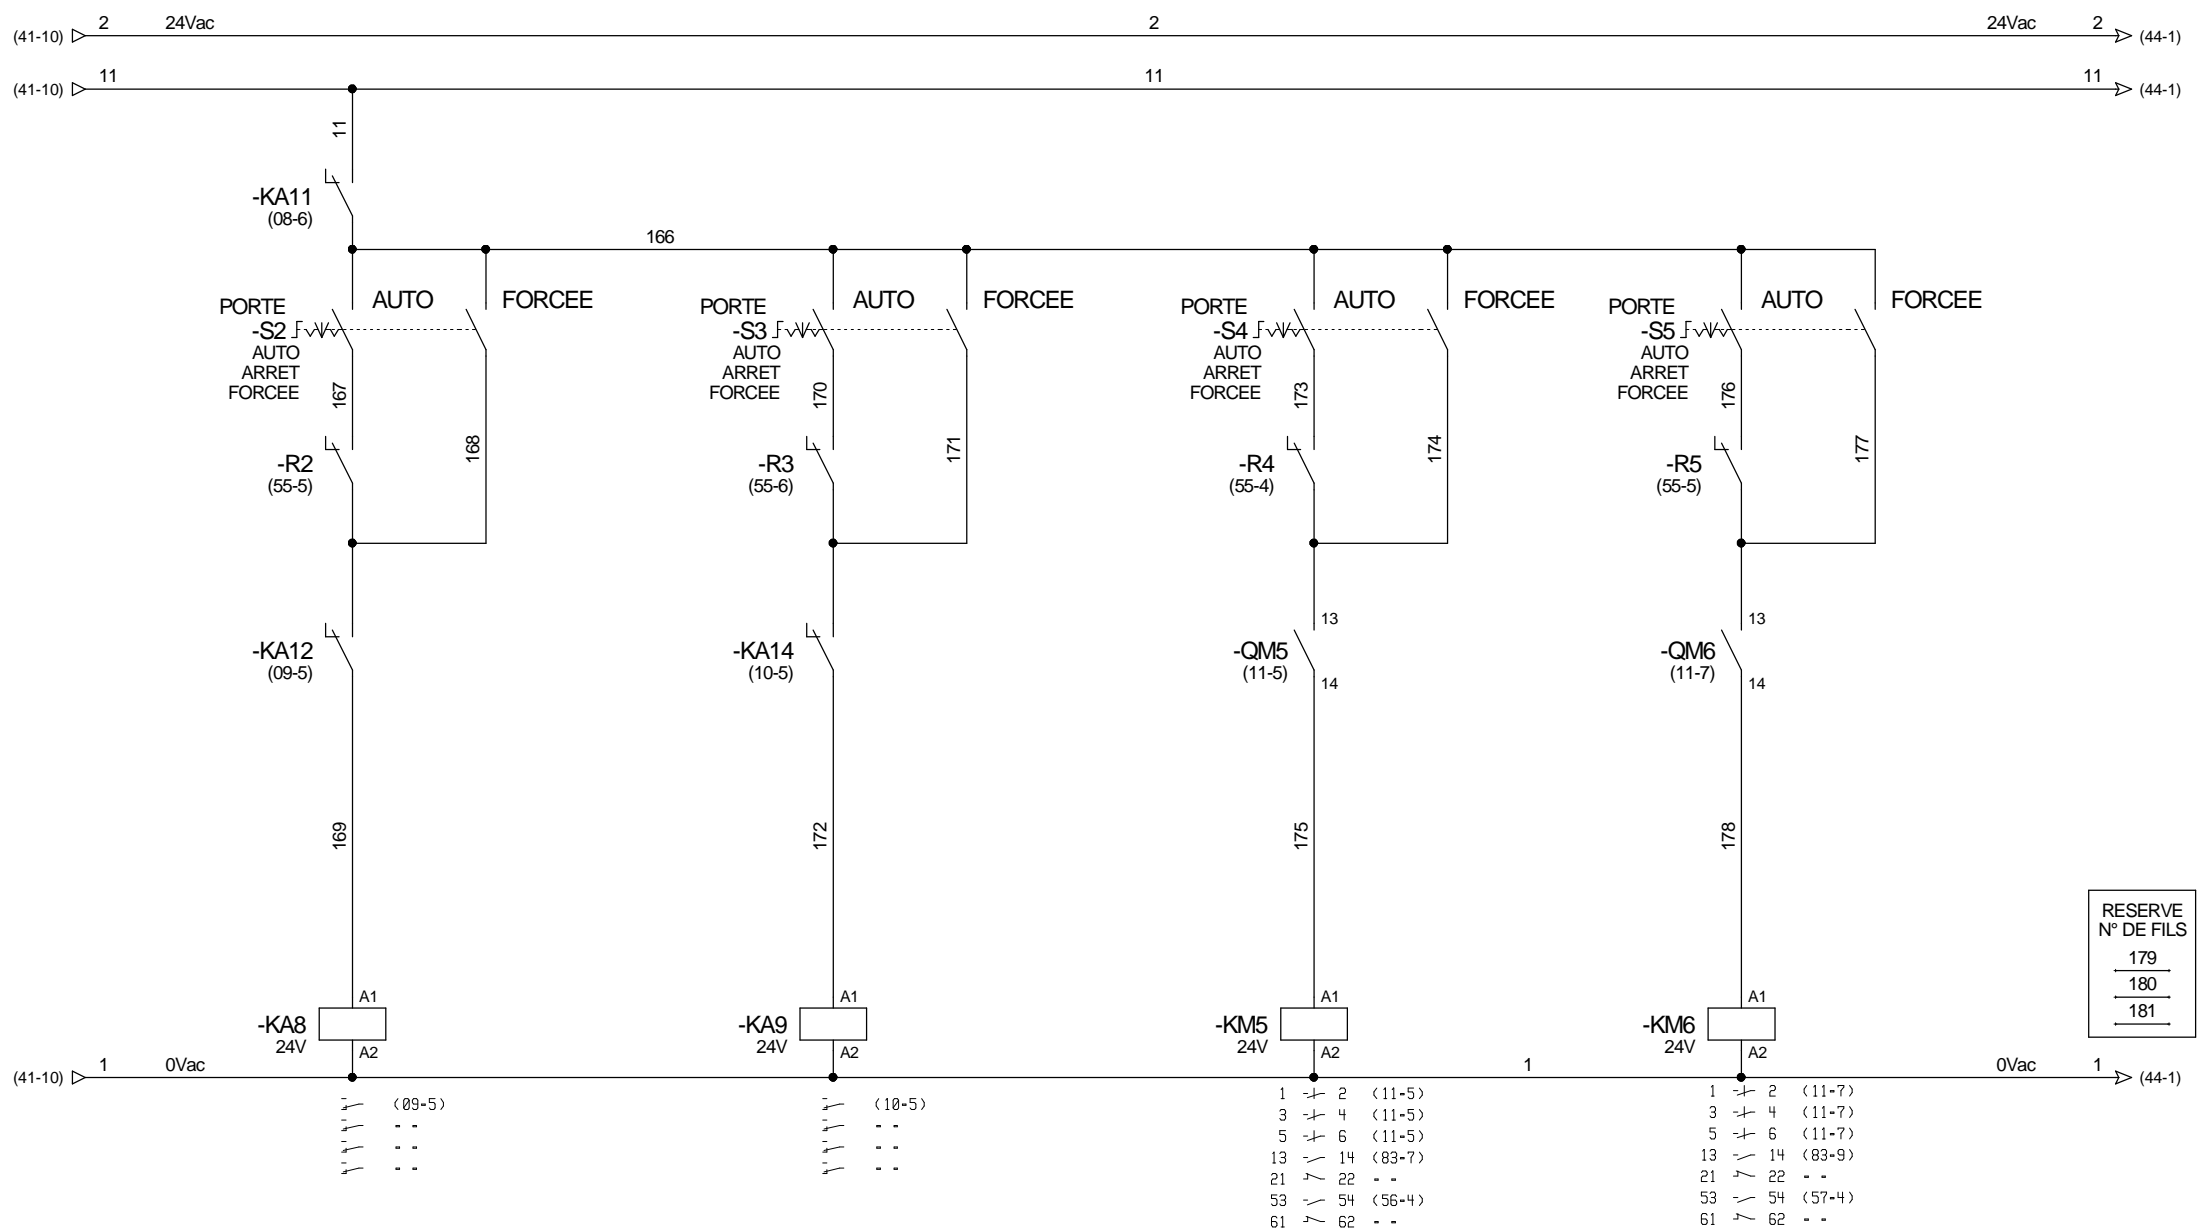 2 24Vac 2 24Vac 2
(41-10) (44-1)
11 11 11
(41-10) (44-1)
11
-KA11
(08-6)
166
PORTE AUTO FORCEE PORTE AUTO FORCEE PORTE AUTO FORCEE PORTE AUTO FORCEE
-S2 -S3 -S4 -S5
AUTO AUTO AUTO AUTO
ARRET ARRET ARRET ARRET
FORCEE FORCEE FORCEE FORCEE
167 170 173 176
168 171 174 177
-R2 -R3 -R4 -R5
(55-5) (55-6) (55-4) (55-5)
13 13
-KA12 -KA14 -QM5 -QM6
(09-5) (10-5) (11-5) (11-7)
14 14
169 172 175 178
RESERVE
N° DE FILS
179
180
181
A1 A1 A1 A1
-KA8 -KA9 -KM5 -KM6
24V 24V 24V 24V
A2 A2 A2 A2
1 0Vac 1 0Vac 1
(41-10) (44-1)
(09-5) (10-5) 1 2 (11-5) 1 2 (11-7)
- - - - 3 4 (11-5) 3 4 (11-7)
- - - - 5 6 (11-5) 5 6 (11-7)
- - - - 13 14 (83-7) 13 14 (83-9)
21 22 - - 21 22 - -
53 54 (56-4) 53 54 (57-4)
61 62 - - 61 62 - -